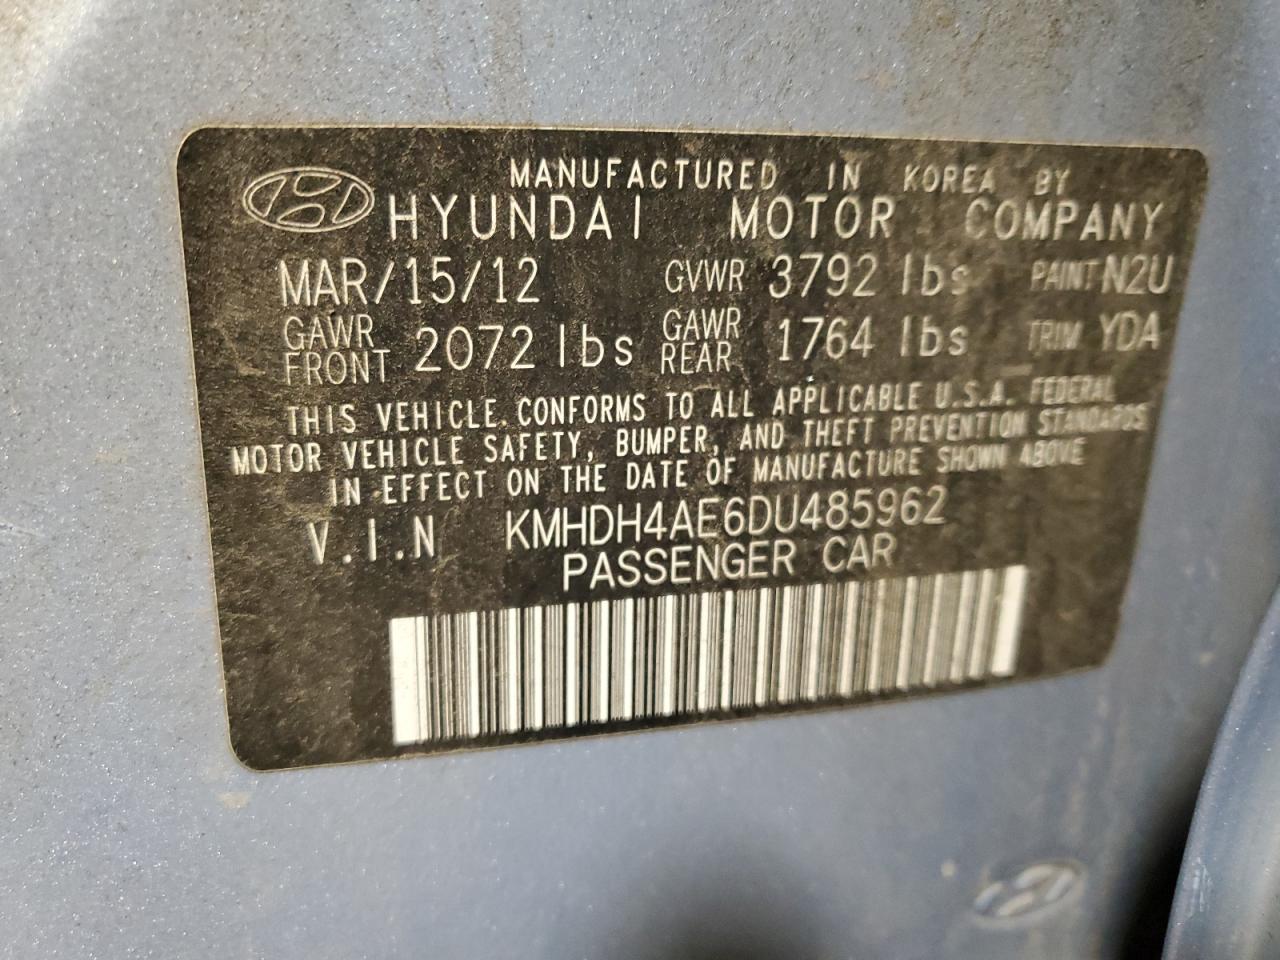 MANUFACTURED IN KOREA BY
HYUNDAI MOTOR COMPANY
MAR/15/12 GVWR 3792 lbs PAINT N2U
GAWR FRONT 2072 lbs GAWR REAR 1764 lbs TRIM YDA
THIS VEHICLE CONFORMS TO ALL APPLICABLE U.S.A. FEDERAL
MOTOR VEHICLE SAFETY, BUMPER, AND THEFT PREVENTION STANDARDS
IN EFFECT ON THE DATE OF MANUFACTURE SHOWN ABOVE
V.I.N KMHDH4AE6DU485962
PASSENGER CAR